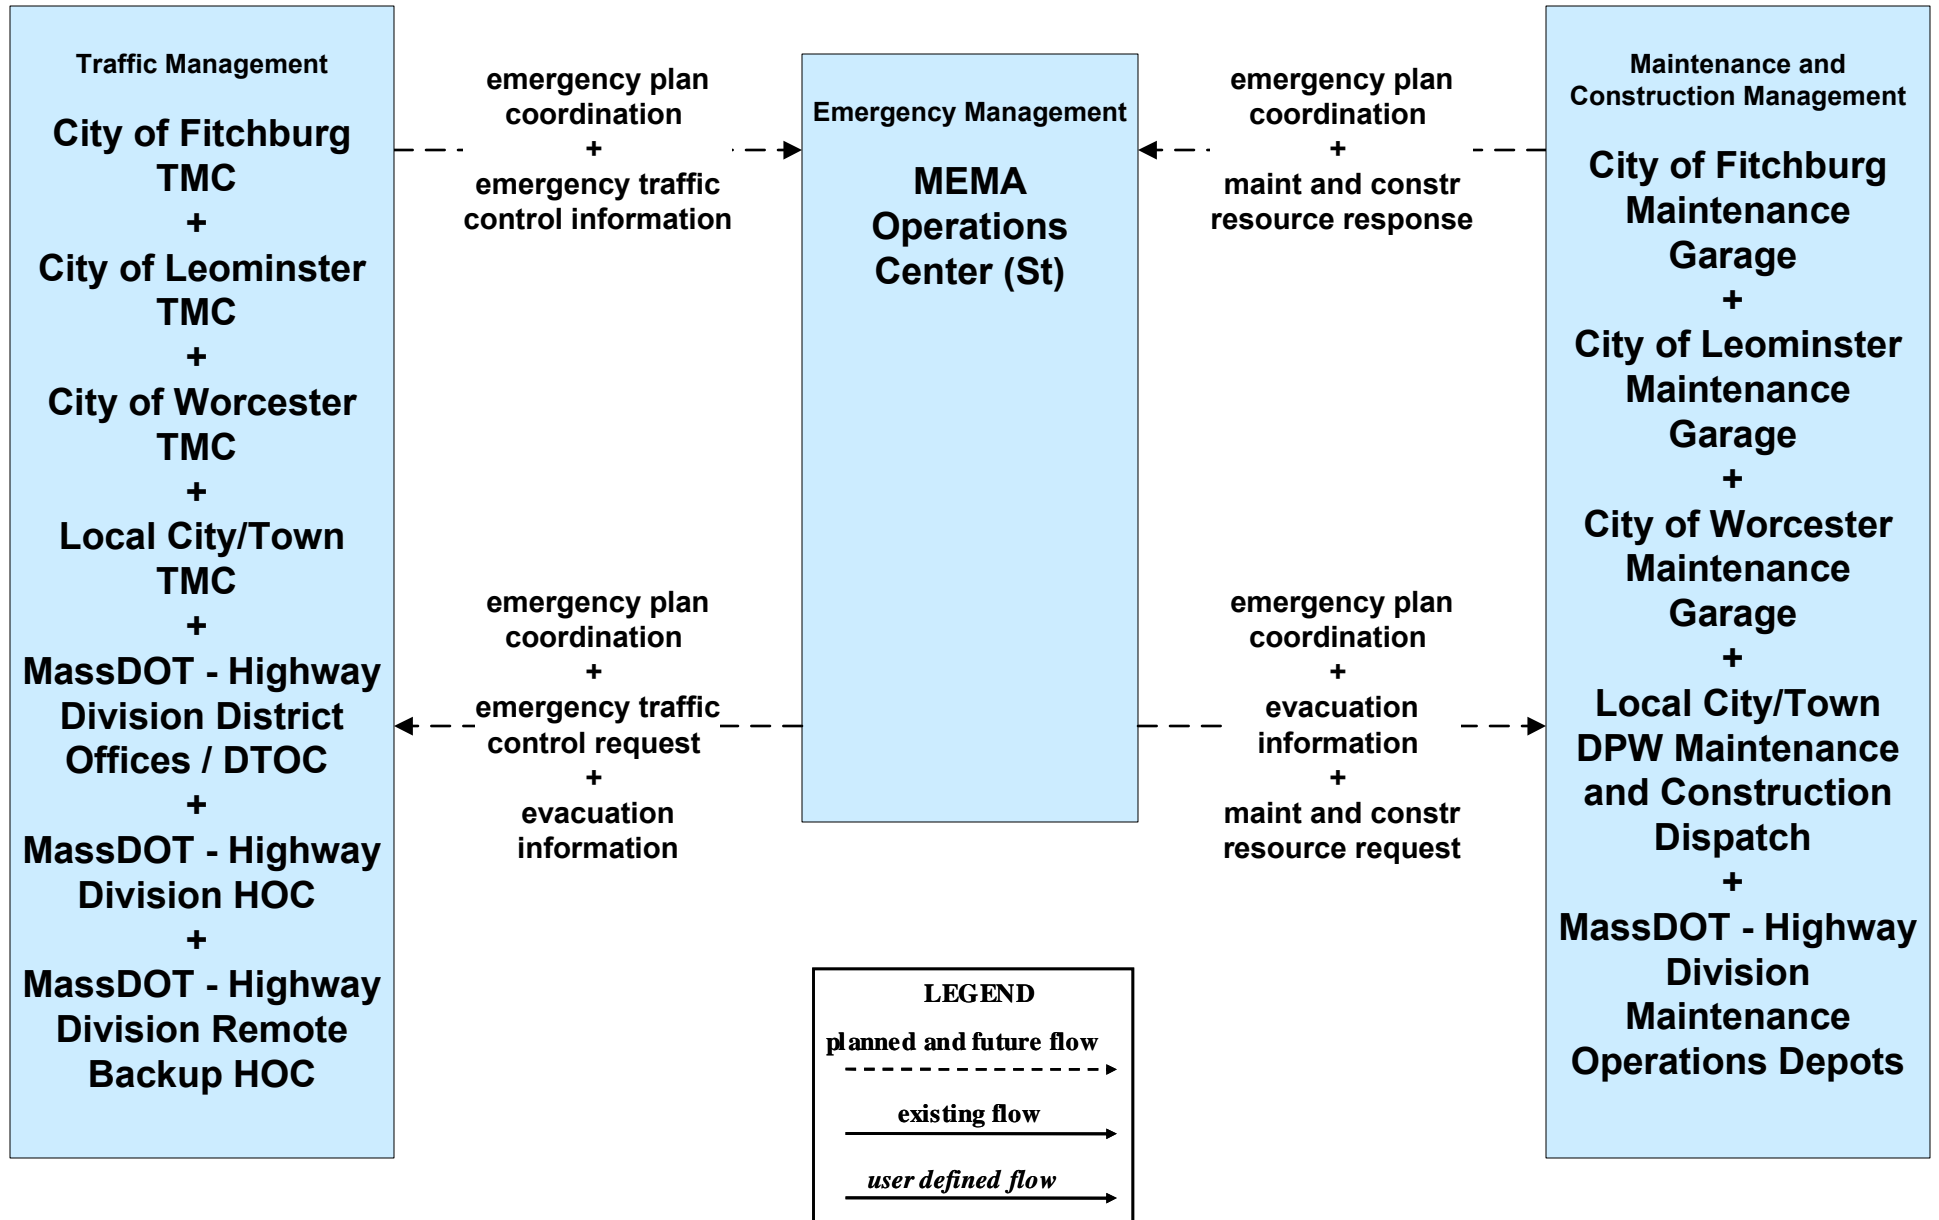 Traffic Management
City of Fitchburg
TMC
+
City of Leominster
TMC
+
City of Worcester
TMC
+
Local City/Town
TMC
+
MassDOT - Highway
Division District
Offices / DTOC
+
MassDOT - Highway
Division HOC
+
MassDOT - Highway
Division Remote
Backup HOC
emergency plan
coordination
+
emergency traffic
control information
emergency plan
coordination
+
emergency traffic
control request
+
evacuation
information
Emergency Management
MEMA
Operations
Center (St)
emergency plan
coordination
+
maint and constr
resource response
emergency plan
coordination
+
evacuation
information
+
maint and constr
resource request
Maintenance and
Construction Management
City of Fitchburg
Maintenance
Garage
+
City of Leominster
Maintenance
Garage
+
City of Worcester
Maintenance
Garage
+
Local City/Town
DPW Maintenance
and Construction
Dispatch
+
MassDOT - Highway
Division
Maintenance
Operations Depots
LEGEND
planned and future flow
existing flow
user defined flow